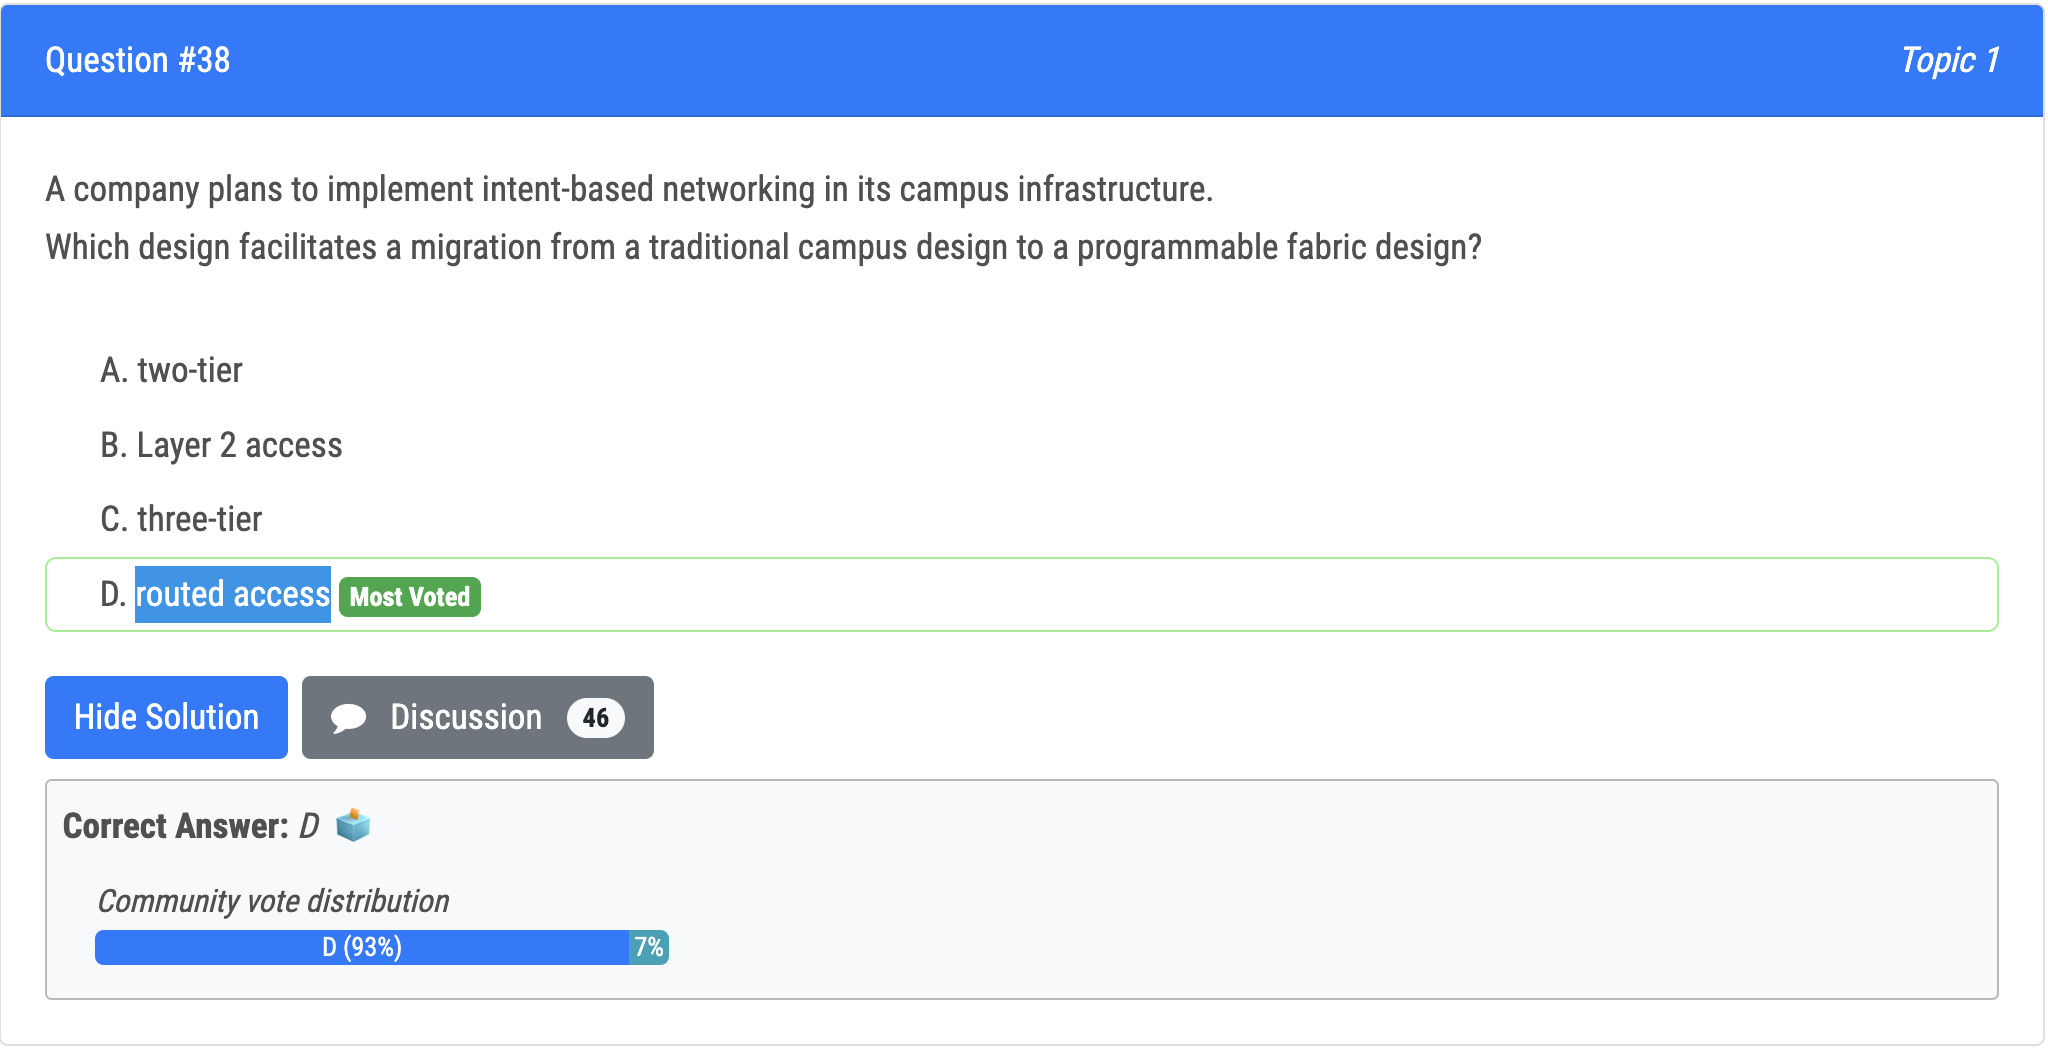 Question #38
Topic 1
A company plans to implement intent-based networking in its campus infrastructure.
Which design facilitates a migration from a traditional campus design to a programmable fabric design?
A. two-tier
B. Layer 2 access
C. three-tier
D. routed access Most Voted
Hide Solution
Discussion 46
Correct Answer: D
Community vote distribution
D (93%) 7%